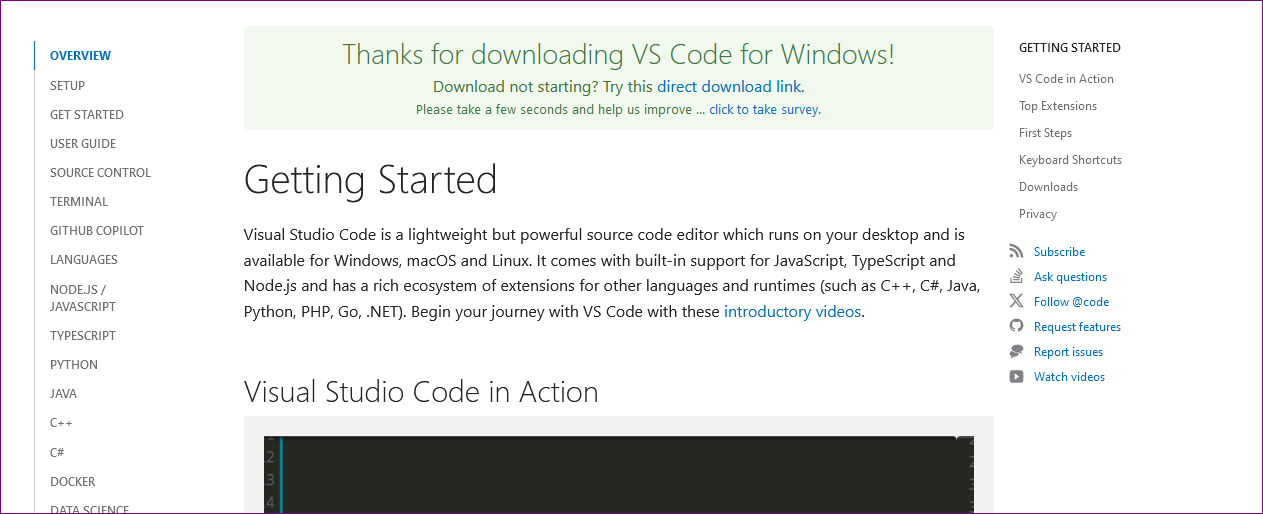 OVERVIEW
SETUP
GET STARTED
USER GUIDE
SOURCE CONTROL
TERMINAL
GITHUB COPILOT
LANGUAGES
NODE.JS /
JAVASCRIPT
TYPESCRIPT
PYTHON
JAVA
C++
C#
DOCKER
DATA SCIENCE
Thanks for downloading VS Code for Windows!
Download not starting? Try this direct download link.
Please take a few seconds and help us improve ... click to take survey.
Getting Started
Visual Studio Code is a lightweight but powerful source code editor which runs on your desktop and is
available for Windows, macOS and Linux. It comes with built-in support for JavaScript, TypeScript and
Node.js and has a rich ecosystem of extensions for other languages and runtimes (such as C++, C#, Java,
Python, PHP, Go, .NET). Begin your journey with VS Code with these introductory videos.
Visual Studio Code in Action
GETTING STARTED
VS Code in Action
Top Extensions
First Steps
Keyboard Shortcuts
Downloads
Privacy
Subscribe
Ask questions
Follow @code
Request features
Report issues
Watch videos